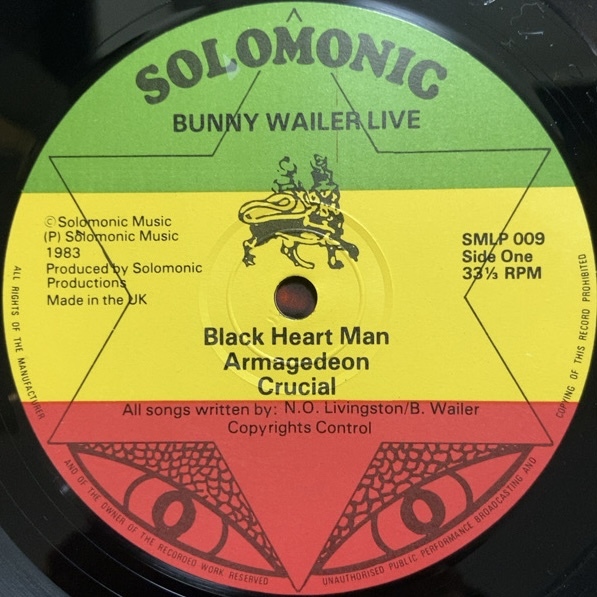 SOLOMONIC
BUNNY WAILER LIVE
©Solomonic Music
(P) Solomonic Music
1983
Produced by Solomonic
Productions
Made in the UK
SMLP 009
Side One
33⅓ RPM
Black Heart Man
Armagedeon
Crucial
All songs written by: N.O. Livingston/B. Wailer
Copyrights Control
ALL RIGHTS OF THE MANUFACTURER
AND OF THE OWNER OF THE RECORDED WORK RESERVED
UNAUTHORISED PUBLIC PERFORMANCE BROADCASTING AND
COPYING OF THIS RECORD PROHIBITED